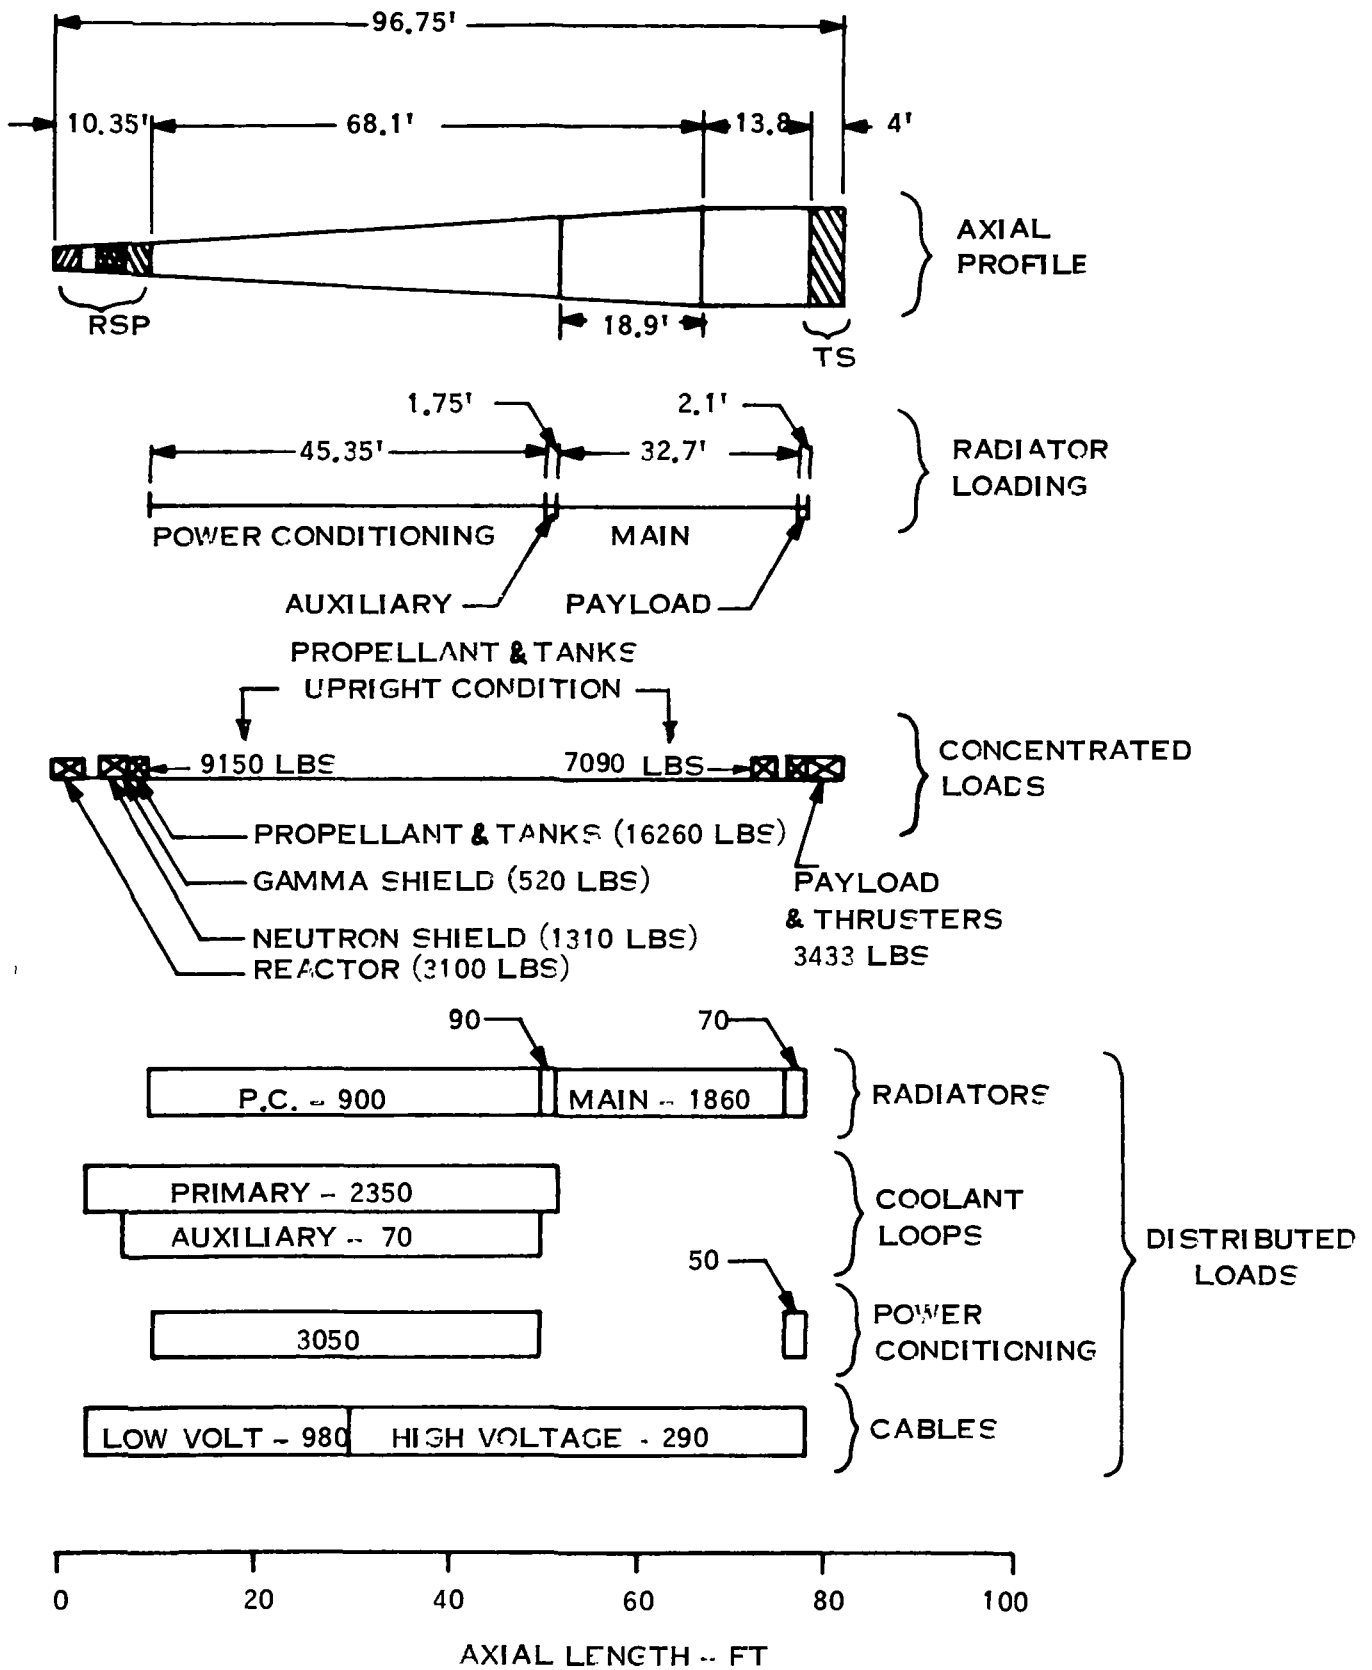 96.75'
10.35' 68.1' 13.8 4'
AXIAL
PROFILE
RSP
18.9'
TS
1.75' 2.1'
45.35' 32.7'
RADIATOR
LOADING
POWER CONDITIONING MAIN
AUXILIARY PAYLOAD
PROPELLANT & TANKS
UPRIGHT CONDITION
9150 LBS 7090 LBS
CONCENTRATED
LOADS
PROPELLANT & TANKS (16260 LBS)
GAMMA SHIELD (520 LBS)
NEUTRON SHIELD (1310 LBS)
REACTOR (3100 LBS)
PAYLOAD
& THRUSTERS
3433 LBS
90 70
P.C. - 900 MAIN - 1860
RADIATORS
PRIMARY - 2350
AUXILIARY - 70
COOLANT
LOOPS
DISTRIBUTED
LOADS
50
3050
POWER
CONDITIONING
LOW VOLT - 980 HIGH VOLTAGE - 290
CABLES
0 20 40 60 80 100
AXIAL LENGTH - FT